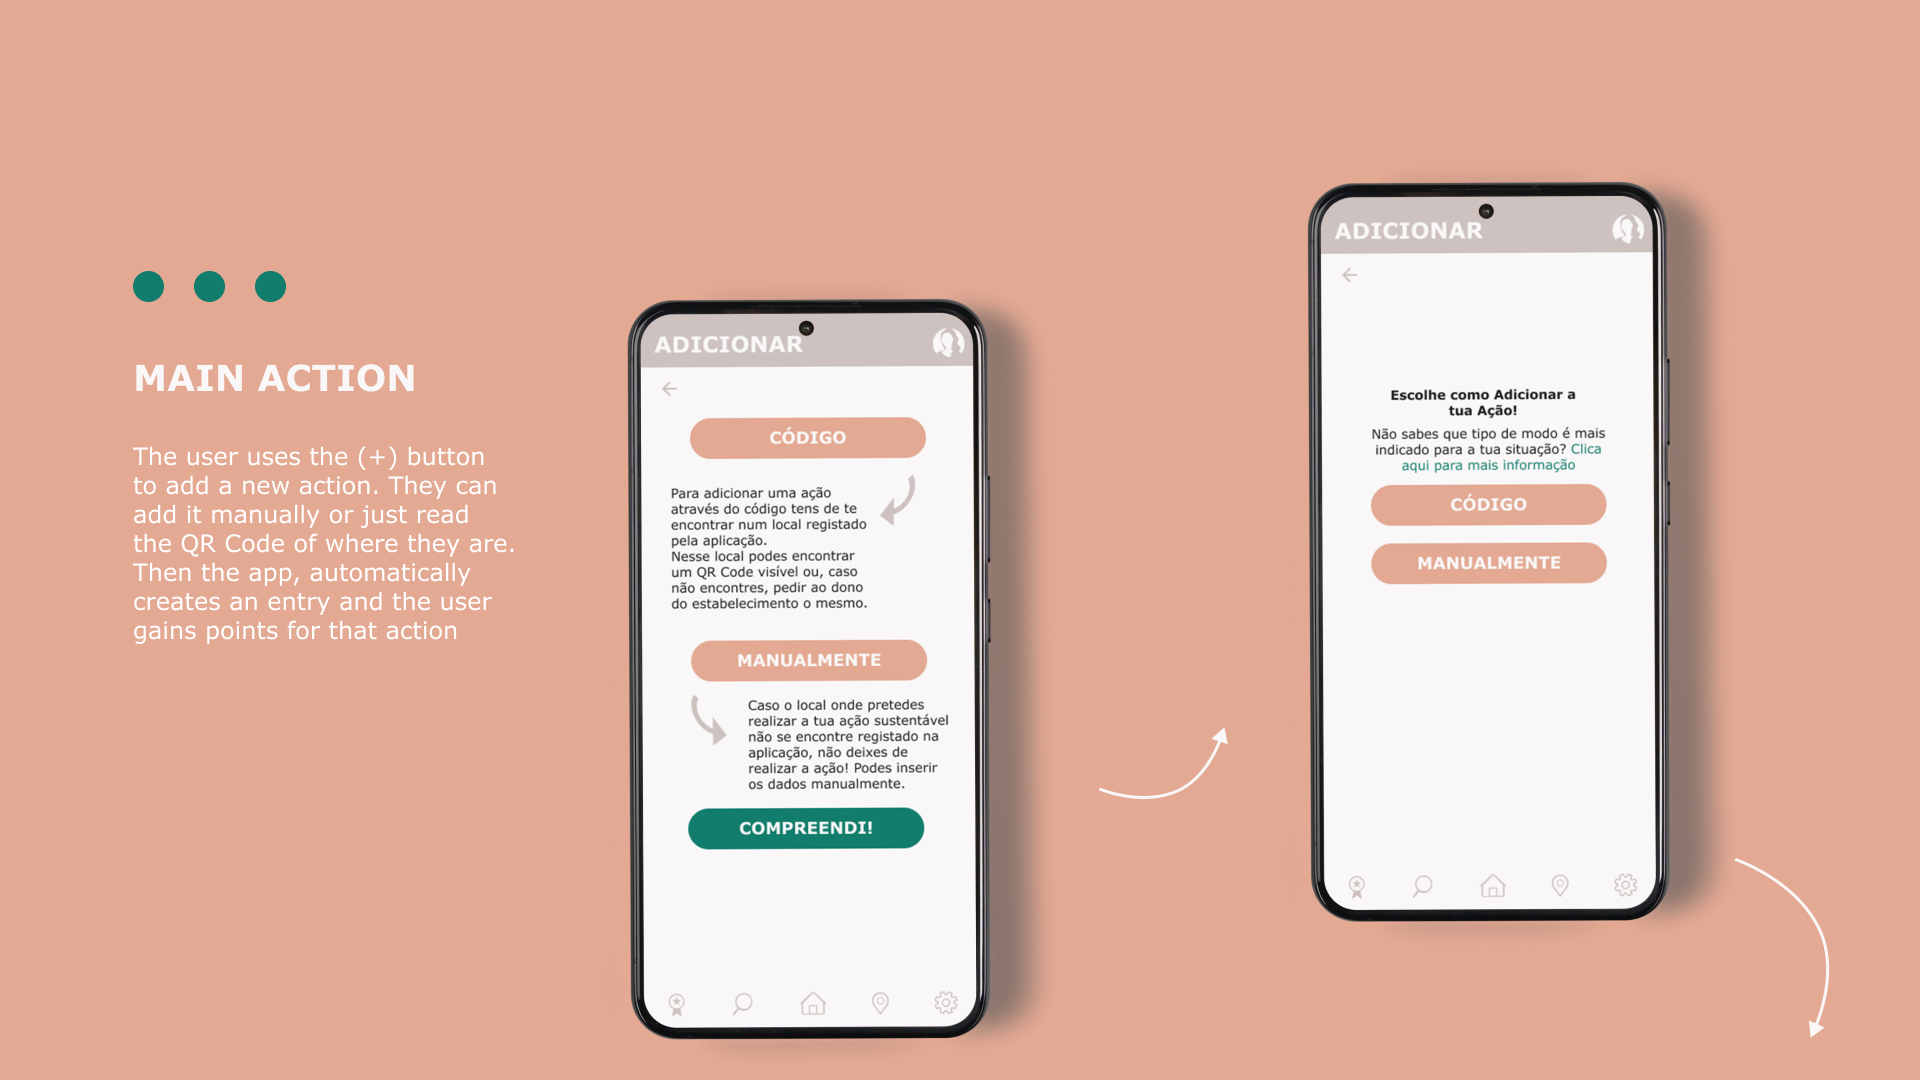 MAIN ACTION
The user uses the (+) button
to add a new action. They can
add it manually or just read
the QR Code of where they are.
Then the app, automatically
creates an entry and the user
gains points for that action
ADICIONAR
CÓDIGO
Para adicionar uma ação
através do código tens de te
encontrar num local registado
pela aplicação.
Nesse local podes encontrar
um QR Code visível ou, caso
não encontres, pedir ao dono
do estabelecimento o mesmo.
MANUALMENTE
Caso o local onde pretedes
realizar a tua ação sustentável
não se encontre registado na
aplicação, não deixes de
realizar a ação! Podes inserir
os dados manualmente.
COMPREENDI!
ADICIONAR
Escolhe como Adicionar a
tua Ação!
Não sabes que tipo de modo é mais
indicado para a tua situação? Clica
aqui para mais informação
CÓDIGO
MANUALMENTE